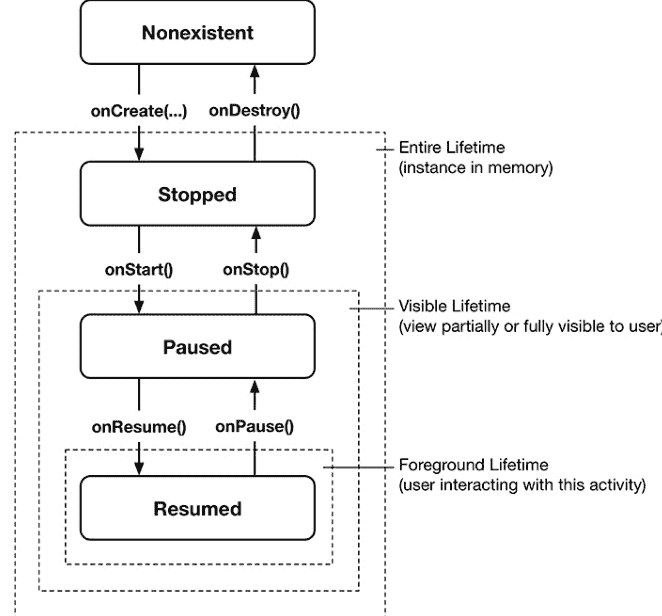 Nonexistent
onCreate(...) onDestroy()
Entire Lifetime
(instance in memory)
Stopped
onStart() onStop()
Visible Lifetime
(view partially or fully visible to user)
Paused
onResume() onPause()
Foreground Lifetime
(user interacting with this activity)
Resumed